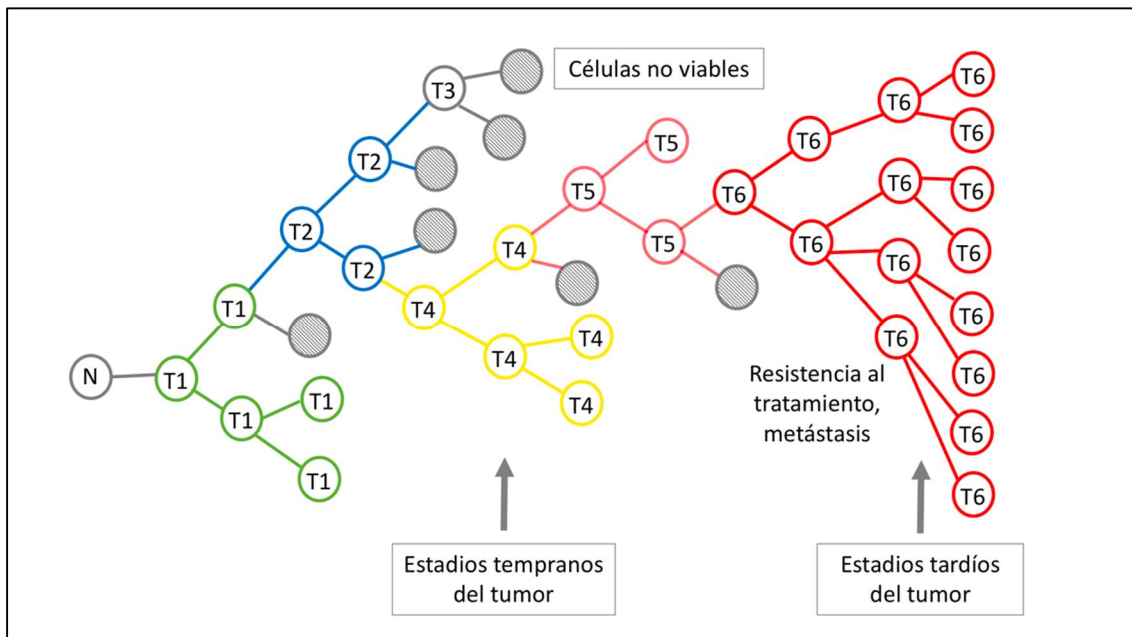 Células no viables
T3
T6
T6
T6
T6
T5
T2
T5
T6
T6
T6
T2
T4
T5
T6
T6
T2
T6
T1
T4
T6
T4
T4
T6
N
T1
T6
T1
T1
T4
Resistencia al
tratamiento,
metástasis
T6
T1
T6
Estadios tempranos
del tumor
Estadios tardíos
del tumor